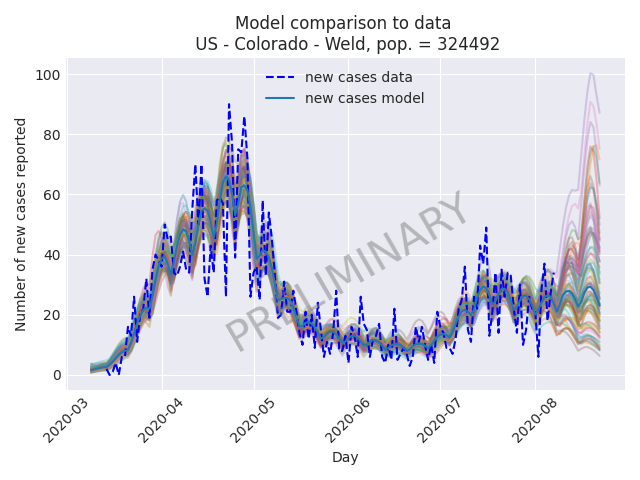 Model comparison to data
US - Colorado - Weld, pop. = 324492
new cases data
new cases model
PRELIMINARY
Number of new cases reported
100
80
60
40
20
0
2020-03
2020-04
2020-05
2020-06
2020-07
2020-08
Day